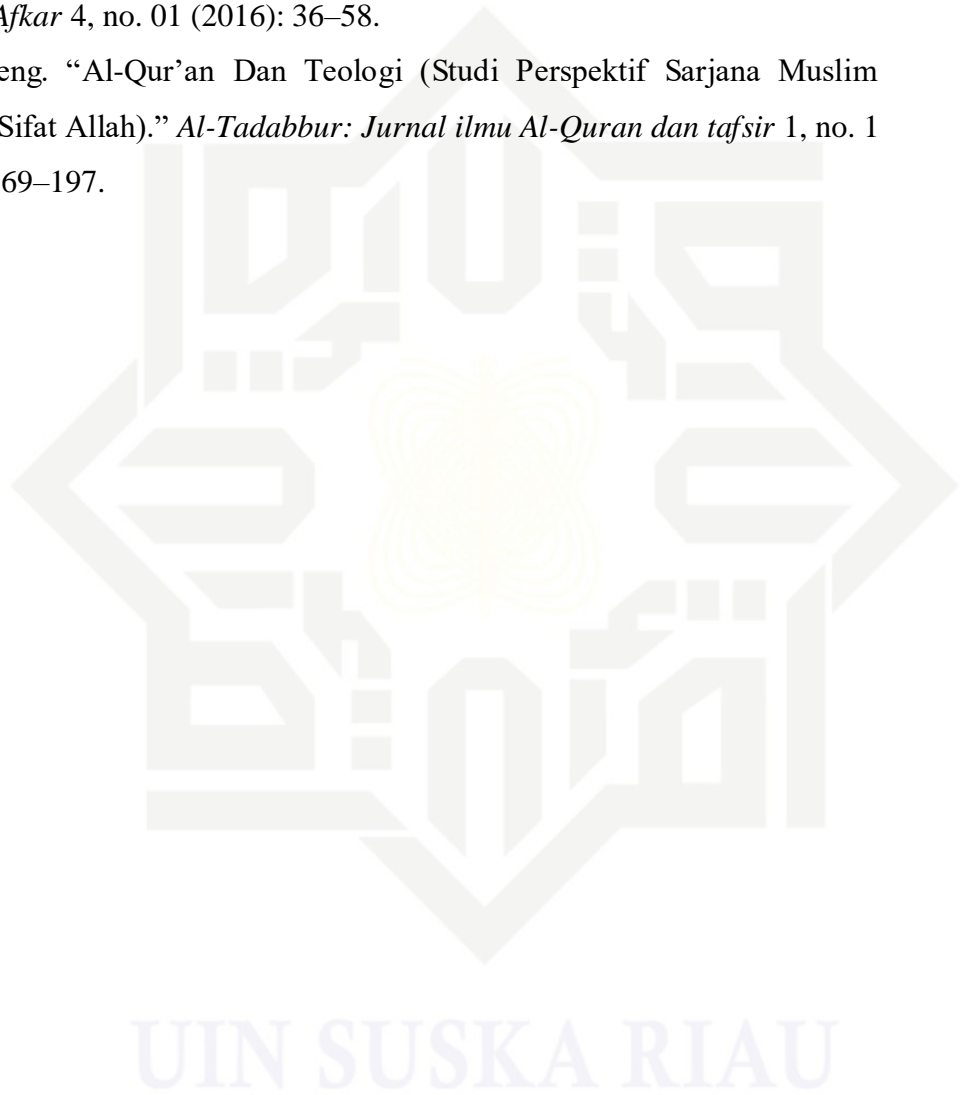 Afkar 4, no. 01 (2016): 36–58.
eng. “Al-Qur’an Dan Teologi (Studi Perspektif Sarjana Muslim
Sifat Allah).” Al-Tadabbur: Jurnal ilmu Al-Quran dan tafsir 1, no. 1
69–197.
UIN SUSKA RIAU